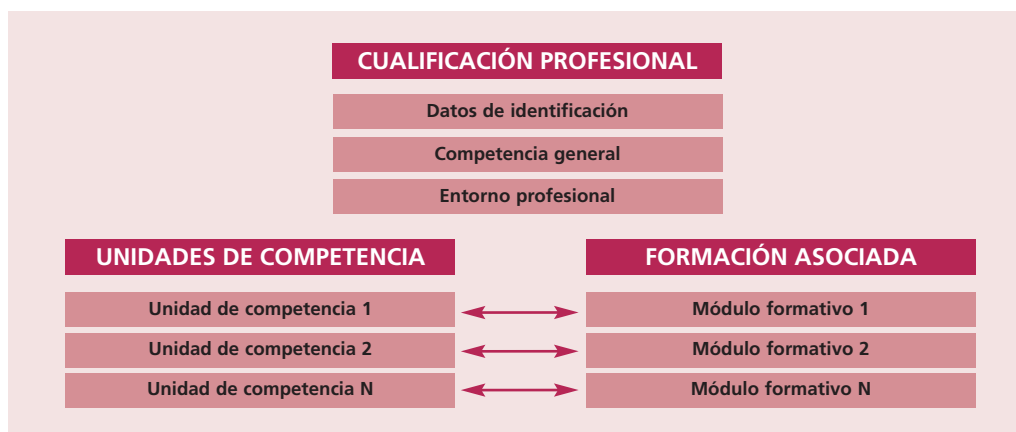 CUALIFICACIÓN PROFESIONAL
Datos de identificación
Competencia general
Entorno profesional
UNIDADES DE COMPETENCIA
Unidad de competencia 1
Unidad de competencia 2
Unidad de competencia N
FORMACIÓN ASOCIADA
Módulo formativo 1
Módulo formativo 2
Módulo formativo N